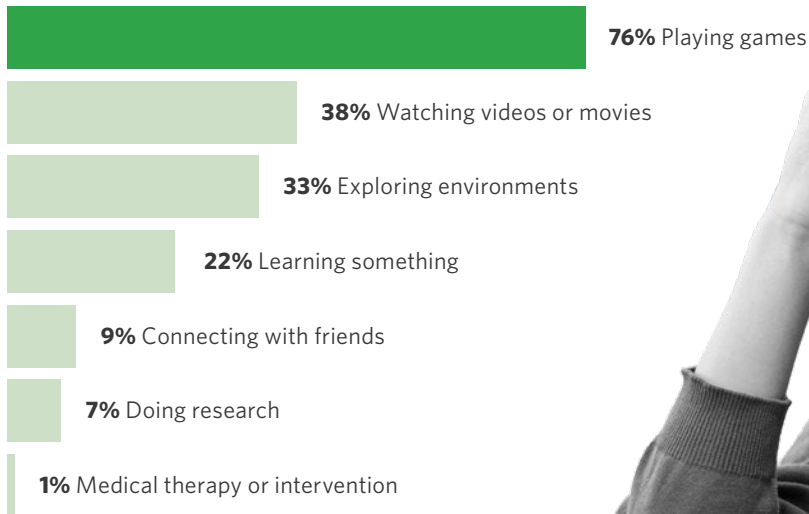 76% Playing games
38% Watching videos or movies
33% Exploring environments
22% Learning something
9% Connecting with friends
7% Doing research
1% Medical therapy or intervention